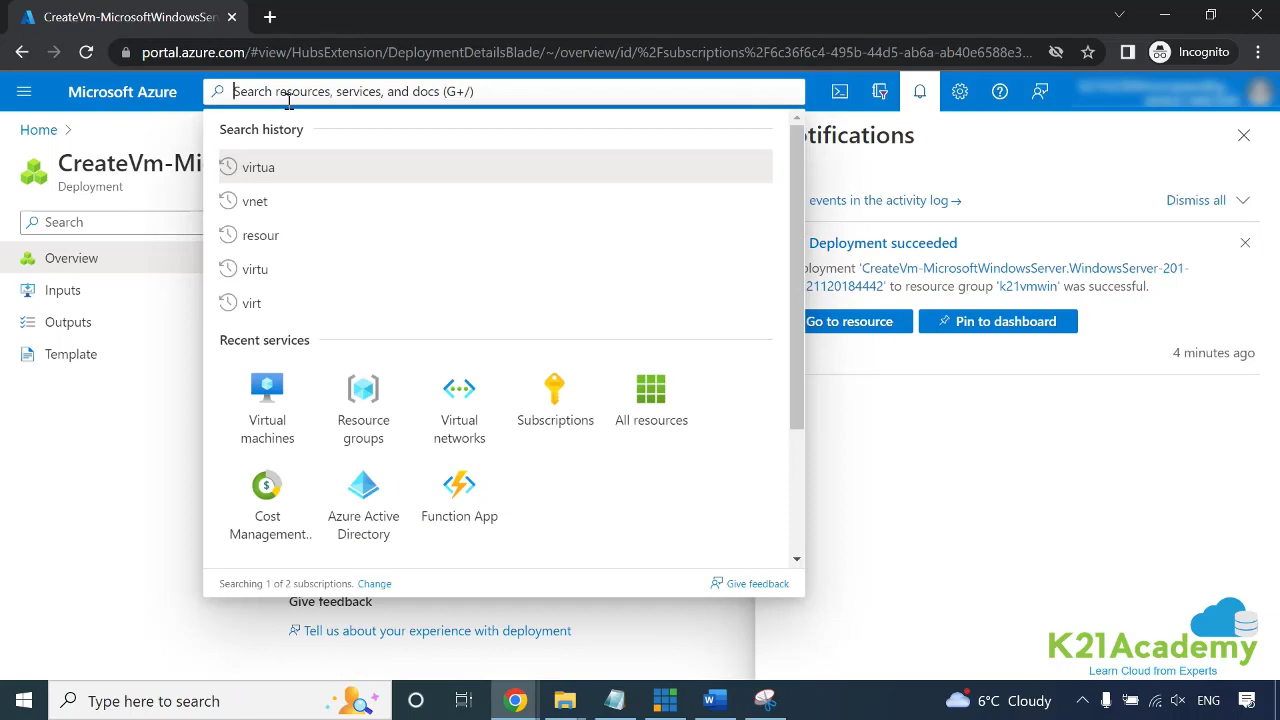 CreateVm-MicrosoftWindowsSer
portal.azure.com/#view/HubsExtension/DeploymentDetailsBlade/~/overview/id/%2Fsubscriptions%2F6c36f6c4-495b-44d5-ab6a-ab40e6588e3...
Incognito
Microsoft Azure
Search resources, services, and docs (G+/)
Home
CreateVm-Mi
Deployment
Search
Overview
Inputs
Outputs
Template
Search history
virtua
vnet
resour
virtu
virt
Recent services
Virtual machines
Resource groups
Virtual networks
Subscriptions
All resources
Cost Management..
Azure Active Directory
Function App
Searching 1 of 2 subscriptions. Change
Give feedback
Give feedback
Tell us about your experience with deployment
otifications
events in the activity log →
Dismiss all
Deployment succeeded
ployment 'CreateVm-MicrosoftWindowsServer.WindowsServer-201-
21120184442' to resource group 'k21vmwin' was successful.
Go to resource
Pin to dashboard
4 minutes ago
K21Academy
Learn Cloud from Experts
Type here to search
6°C Cloudy
ENG